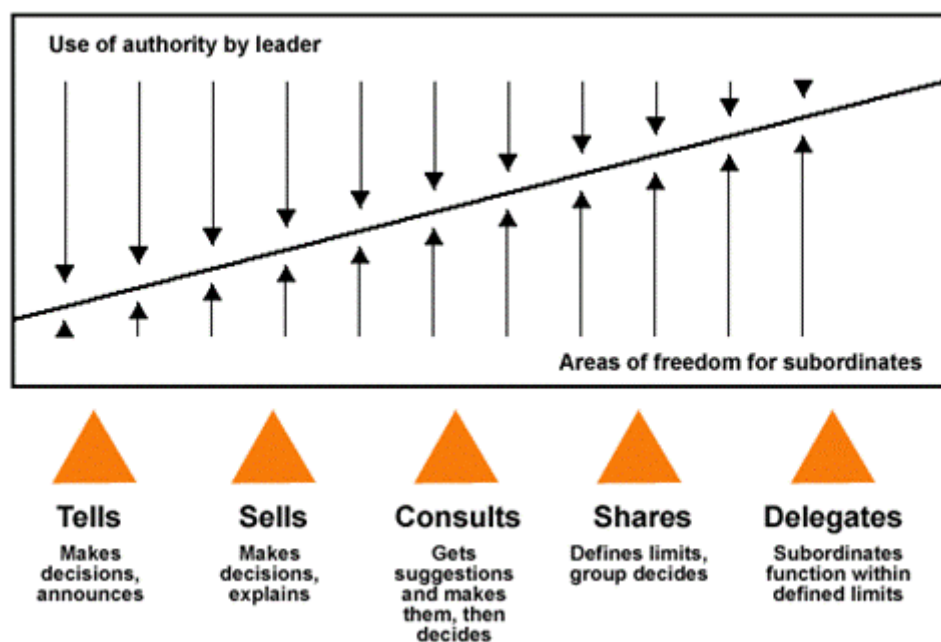 Use of authority by leader
Areas of freedom for subordinates
Tells
Makes
decisions,
announces
Sells
Makes
decisions,
explains
Consults
Gets
suggestions
and makes
them, then
decides
Shares
Defines limits,
group decides
Delegates
Subordinates
function within
defined limits